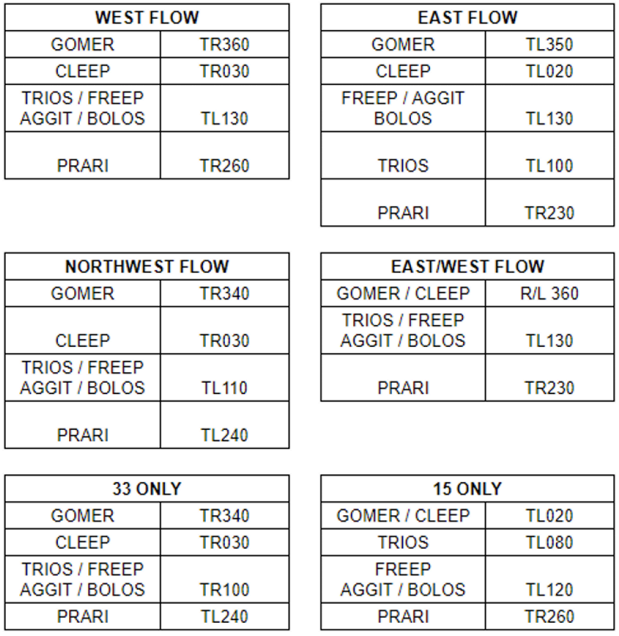 WEST FLOW
GOMER TR360
CLEEP TR030
TRIOS / FREEP
AGGIT / BOLOS TL130
PRARI TR260
EAST FLOW
GOMER TL350
CLEEP TL020
FREEP / AGGIT
BOLOS TL130
TRIOS TL100
PRARI TR230
NORTHWEST FLOW
GOMER TR340
CLEEP TR030
TRIOS / FREEP
AGGIT / BOLOS TL110
PRARI TL240
EAST/WEST FLOW
GOMER / CLEEP R/L 360
TRIOS / FREEP
AGGIT / BOLOS TL130
PRARI TR230
33 ONLY
GOMER TR340
CLEEP TR030
TRIOS / FREEP
AGGIT / BOLOS TR100
PRARI TL240
15 ONLY
GOMER / CLEEP TL020
TRIOS TL080
FREEP
AGGIT / BOLOS TL120
PRARI TR260